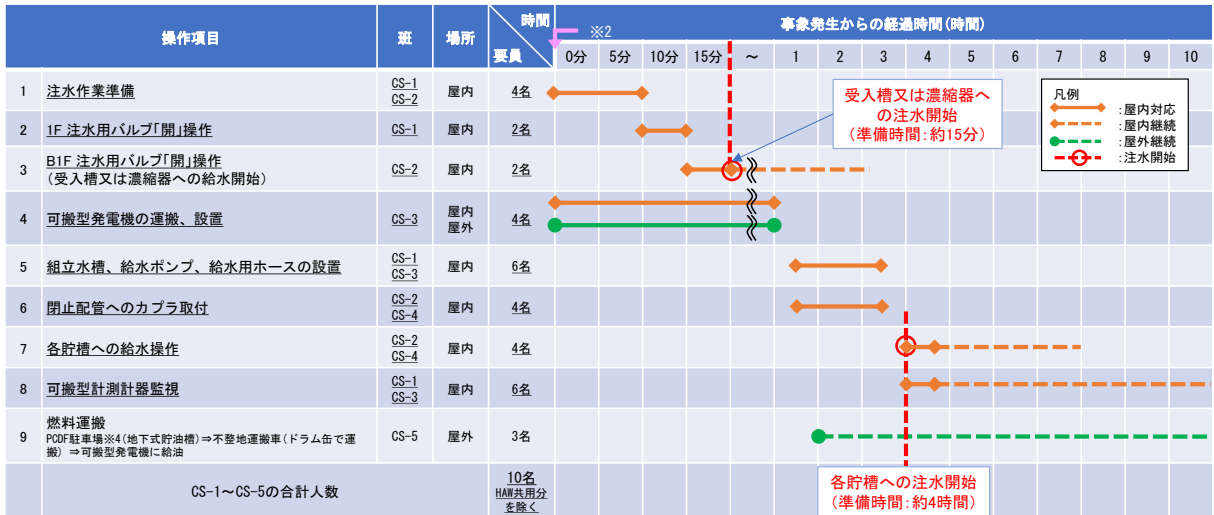 操作項目 班 場所 時間 要員 事象発生からの経過時間(時間)
※2
0分 5分 10分 15分 ～ 1 2 3 4 5 6 7 8 9 10
1 注水作業準備 CS-1 CS-2 屋内 4名
2 1F 注水用バルブ「開」操作 CS-1 屋内 2名
3 B1F 注水用バルブ「開」操作
(受入槽又は濃縮器への給水開始) CS-2 屋内 2名
4 可搬型発電機の運搬、設置 CS-3 屋内 屋外 4名
5 組立水槽、給水ポンプ、給水用ホースの設置 CS-1 CS-3 屋内 6名
6 閉止配管へのカプラ取付 CS-2 CS-4 屋内 4名
7 各貯槽への給水操作 CS-2 CS-4 屋内 4名
8 可搬型計測計器監視 CS-1 CS-3 屋内 6名
9 燃料運搬
PCDF駐車場※4(地下式貯油槽)⇒不整地運搬車(ドラム缶で運
搬) ⇒可搬型発電機に給油 CS-5 屋外 3名
CS-1～CS-5の合計人数 10名
HAW共用分
を除く
受入槽又は濃縮器へ
の注水開始
(準備時間：約15分)
凡例
：屋内対応
：屋内継続
：屋外継続
：注水開始
各貯槽への注水開始
(準備時間：約4時間)